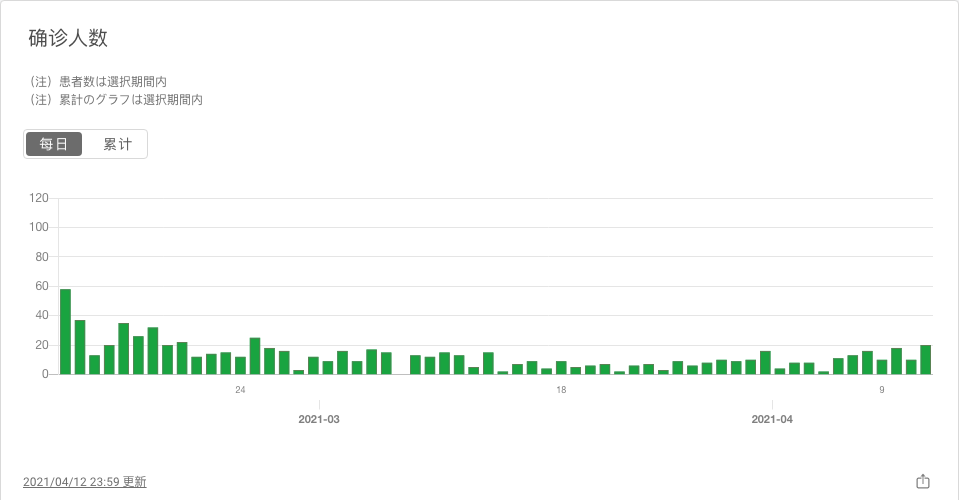 确诊人数
（注）患者数は選択期間内
（注）累計のグラフは選択期間内
每日 累计
120
100
80
60
40
20
0
24 18 9
2021-03 2021-04
2021/04/12 23:59 更新